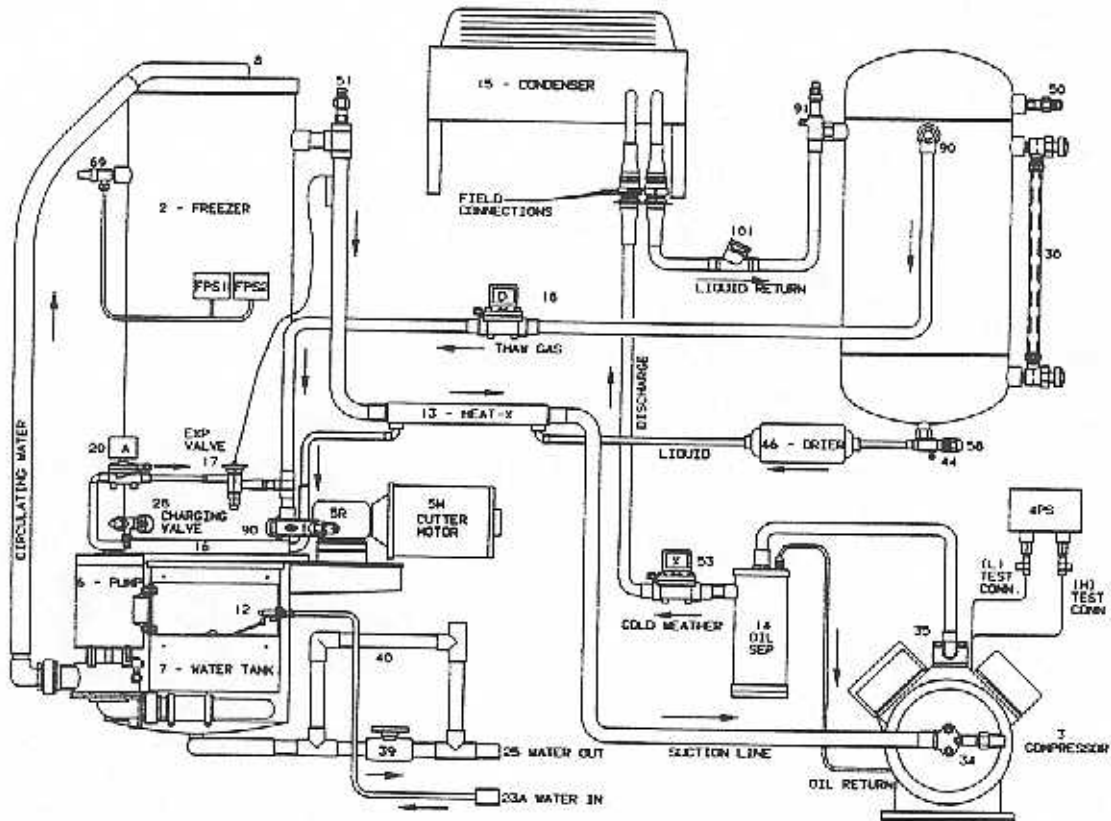 8
51
15 - CONDENSER
91
50
90
69
2 - FREEZER
FIELD
CONNECTIONS
101
LIQUID RETURN
FPS1
FPS2
D
18
THAW GAS
DISCHARGE
13 - HEAT-X
20
A
EXP
VALVE
17
46 - DRIER
LIQUID
58
44
CIRCULATING WATER
28
CHARGING
VALVE
90
5R
5M
CUTTER
MOTOR
16
6 - PUMP
12
X
53
COLD WEATHER
14
OIL
SEP
4PS
(L)
TEST
CONN.
(H)
TEST
CONN
35
7 - WATER TANK
40
39
25 WATER OUT
23A WATER IN
SUCTION LINE
34
3
COMPRESSOR
OIL RETURN